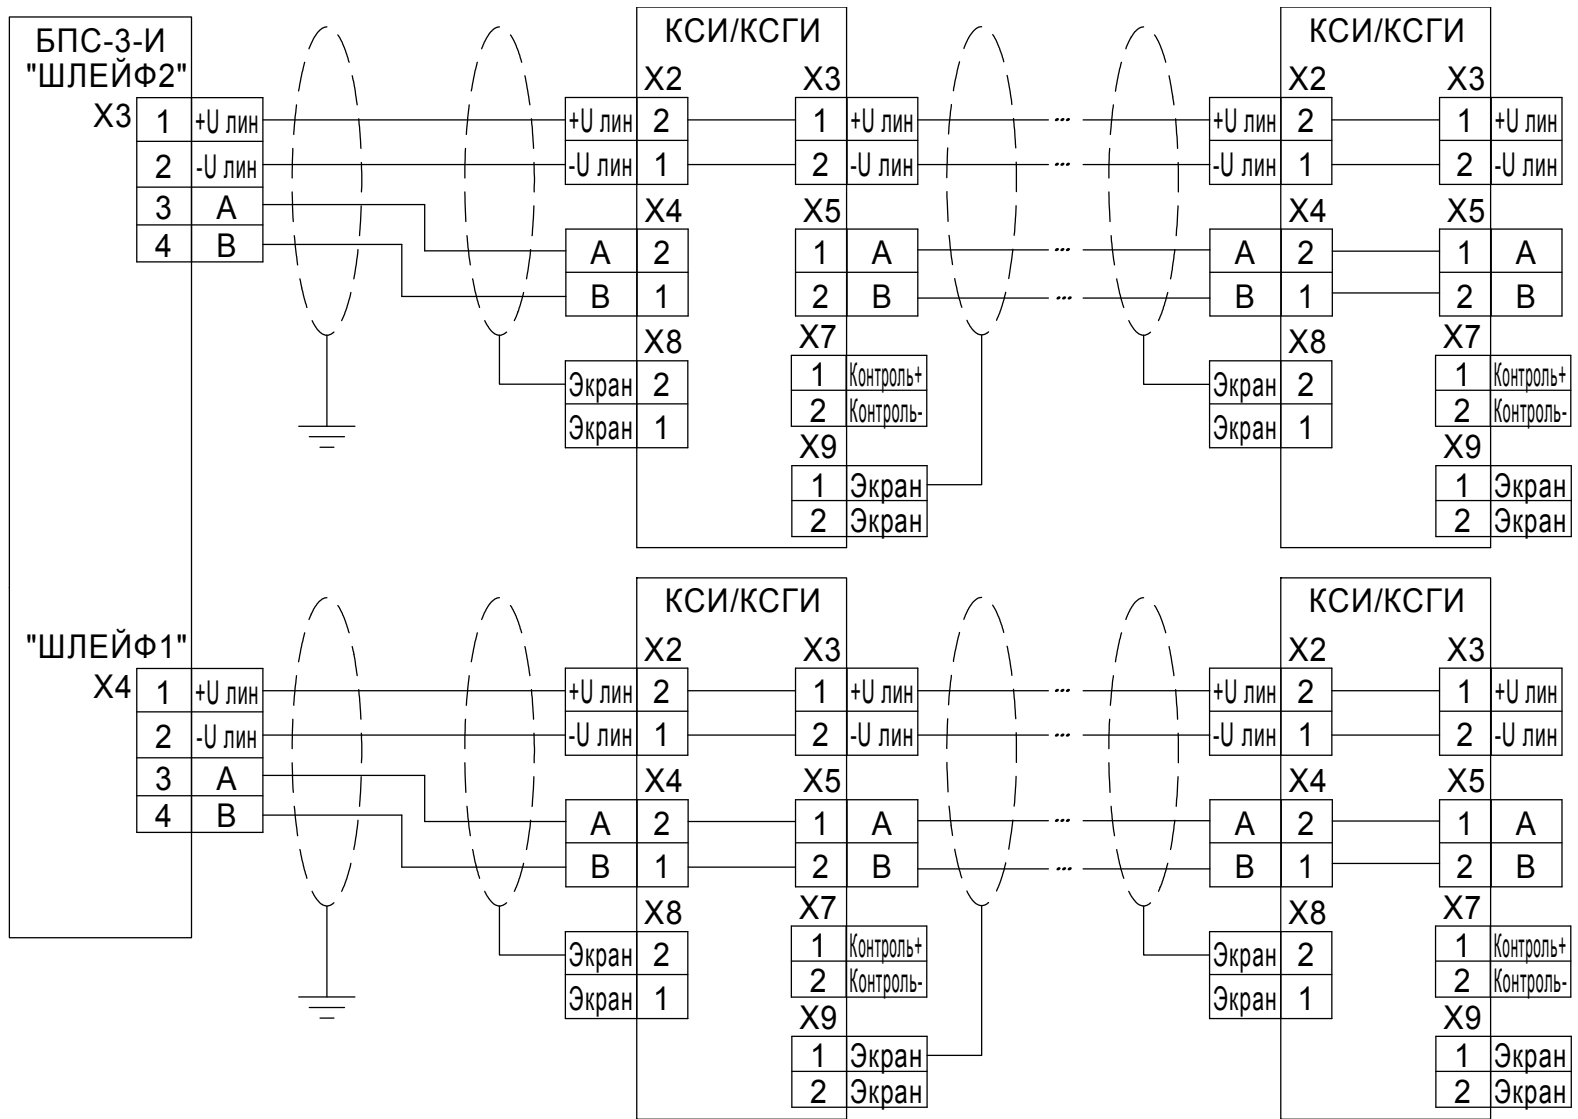 БПС-3-И
"ШЛЕЙФ2"
X3
1 +U лин
2 -U лин
3 A
4 B
КСИ/КСГИ
X2 X3
+U лин 2 1 +U лин
-U лин 1 2 -U лин
X4 X5
A 2 1 A
B 1 2 B
X8 X7
Экран 2 1 Контроль+
Экран 1 2 Контроль-
X9
1 Экран
2 Экран
...
...
...
...
КСИ/КСГИ
X2 X3
+U лин 2 1 +U лин
-U лин 1 2 -U лин
X4 X5
A 2 1 A
B 1 2 B
X8 X7
Экран 2 1 Контроль+
Экран 1 2 Контроль-
X9
1 Экран
2 Экран
"ШЛЕЙФ1"
X4
1 +U лин
2 -U лин
3 A
4 B
КСИ/КСГИ
X2 X3
+U лин 2 1 +U лин
-U лин 1 2 -U лин
X4 X5
A 2 1 A
B 1 2 B
X8 X7
Экран 2 1 Контроль+
Экран 1 2 Контроль-
X9
1 Экран
2 Экран
...
...
...
...
КСИ/КСГИ
X2 X3
+U лин 2 1 +U лин
-U лин 1 2 -U лин
X4 X5
A 2 1 A
B 1 2 B
X8 X7
Экран 2 1 Контроль+
Экран 1 2 Контроль-
X9
1 Экран
2 Экран